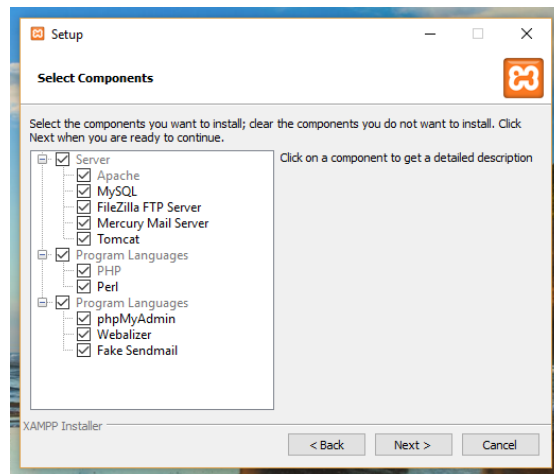 Setup
Select Components
Select the components you want to install; clear the components you do not want to install. Click
Next when you are ready to continue.
Server
Apache
MySQL
FileZilla FTP Server
Mercury Mail Server
Tomcat
Program Languages
PHP
Perl
Program Languages
phpMyAdmin
Webalizer
Fake Sendmail
Click on a component to get a detailed description
XAMPP Installer
< Back
Next >
Cancel